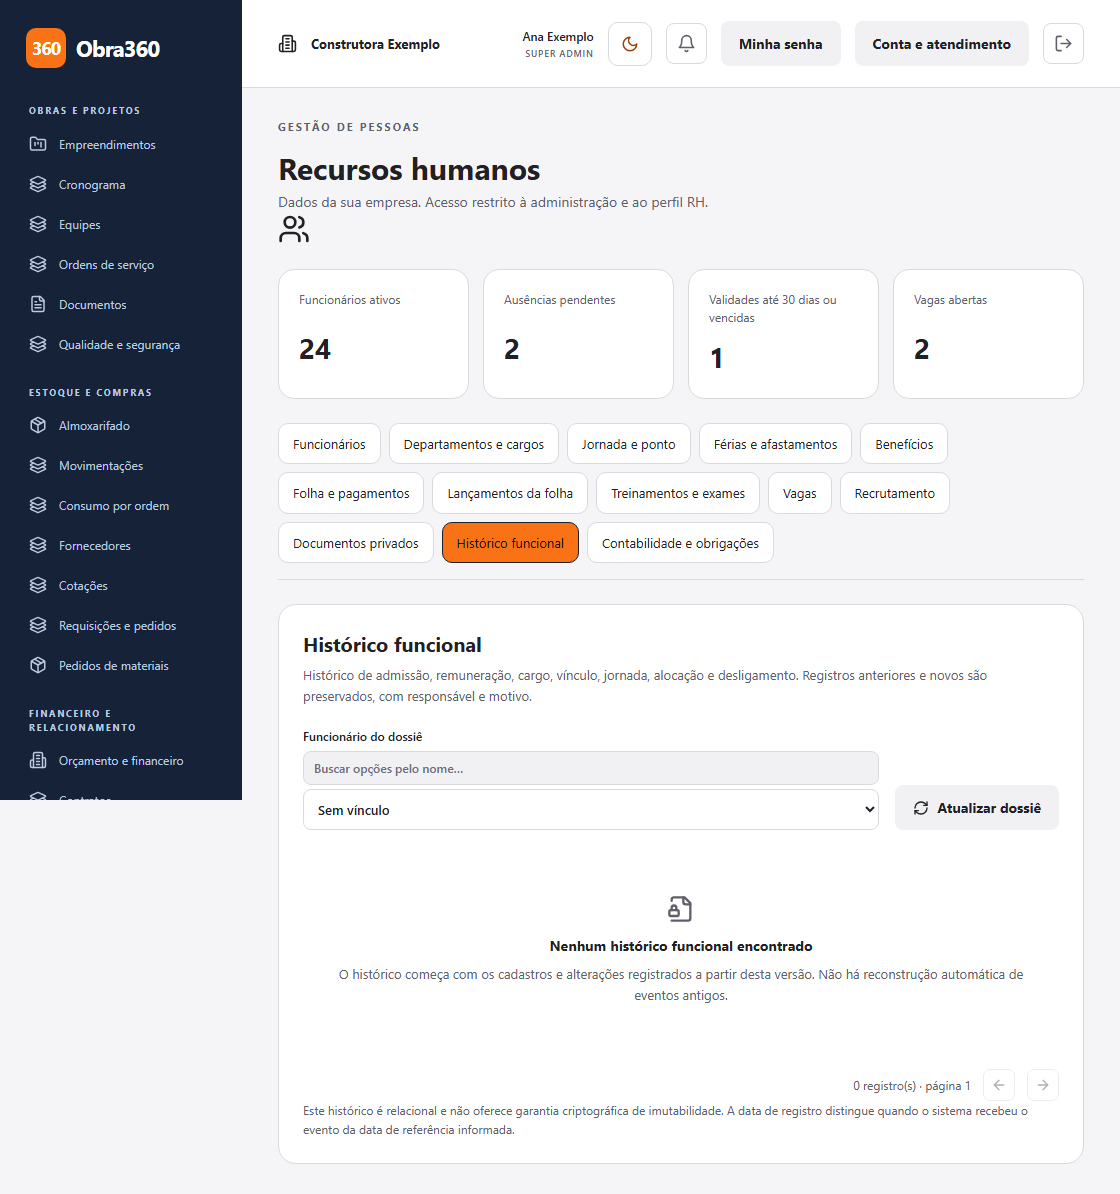 360 Obra360
OBRAS E PROJETOS
Empreendimentos
Cronograma
Equipes
Ordens de serviço
Documentos
Qualidade e segurança
ESTOQUE E COMPRAS
Almoxarifado
Movimentações
Consumo por ordem
Fornecedores
Cotações
Requisições e pedidos
Pedidos de materiais
FINANCEIRO E
RELACIONAMENTO
Orçamento e financeiro
Contratos
Construtora Exemplo
Ana Exemplo
SUPER ADMIN
Minha senha
Conta e atendimento
GESTÃO DE PESSOAS
Recursos humanos
Dados da sua empresa. Acesso restrito à administração e ao perfil RH.
Funcionários ativos
24
Ausências pendentes
2
Validades até 30 dias ou
vencidas
1
Vagas abertas
2
Funcionários
Departamentos e cargos
Jornada e ponto
Férias e afastamentos
Benefícios
Folha e pagamentos
Lançamentos da folha
Treinamentos e exames
Vagas
Recrutamento
Documentos privados
Histórico funcional
Contabilidade e obrigações
Histórico funcional
Histórico de admissão, remuneração, cargo, vínculo, jornada, alocação e desligamento. Registros anteriores e novos são
preservados, com responsável e motivo.
Funcionário do dossiê
Buscar opções pelo nome...
Sem vínculo
Atualizar dossiê
Nenhum histórico funcional encontrado
O histórico começa com os cadastros e alterações registrados a partir desta versão. Não há reconstrução automática de
eventos antigos.
0 registro(s) · página 1
Este histórico é relacional e não oferece garantia criptográfica de imutabilidade. A data de registro distingue quando o sistema recebeu o
evento da data de referência informada.